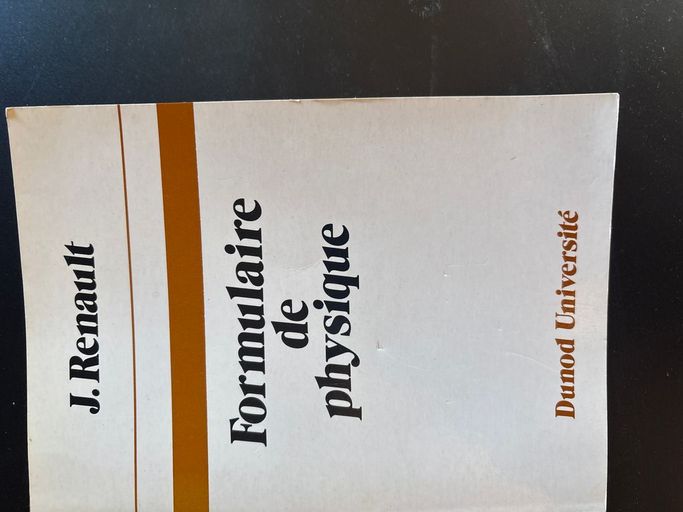 J. Renault
Formulaire
de
physique
Dunod Université